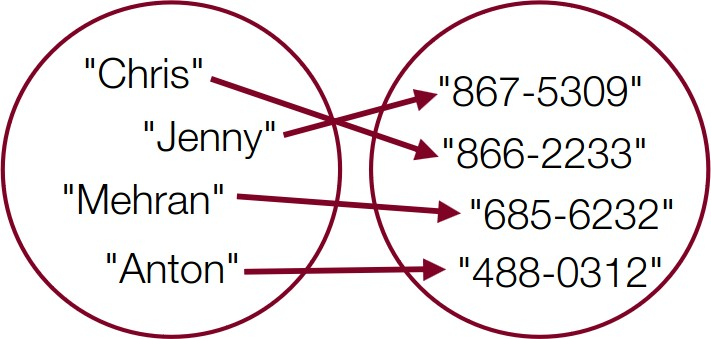 "Chris"
"Jenny"
"Mehran"
"Anton"
"867-5309"
"866-2233"
"685-6232"
"488-0312"